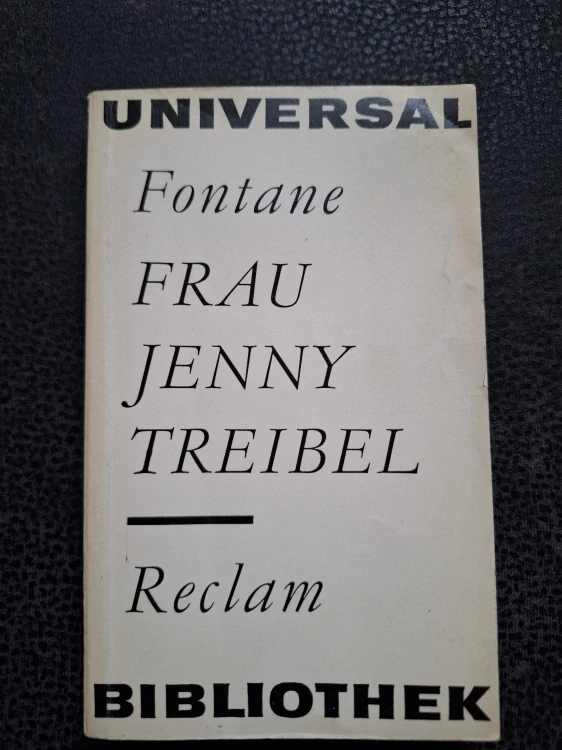 UNIVERSAL
Fontane
FRAU
JENNY
TREIBEL
Reclam
BIBLIOTHEK